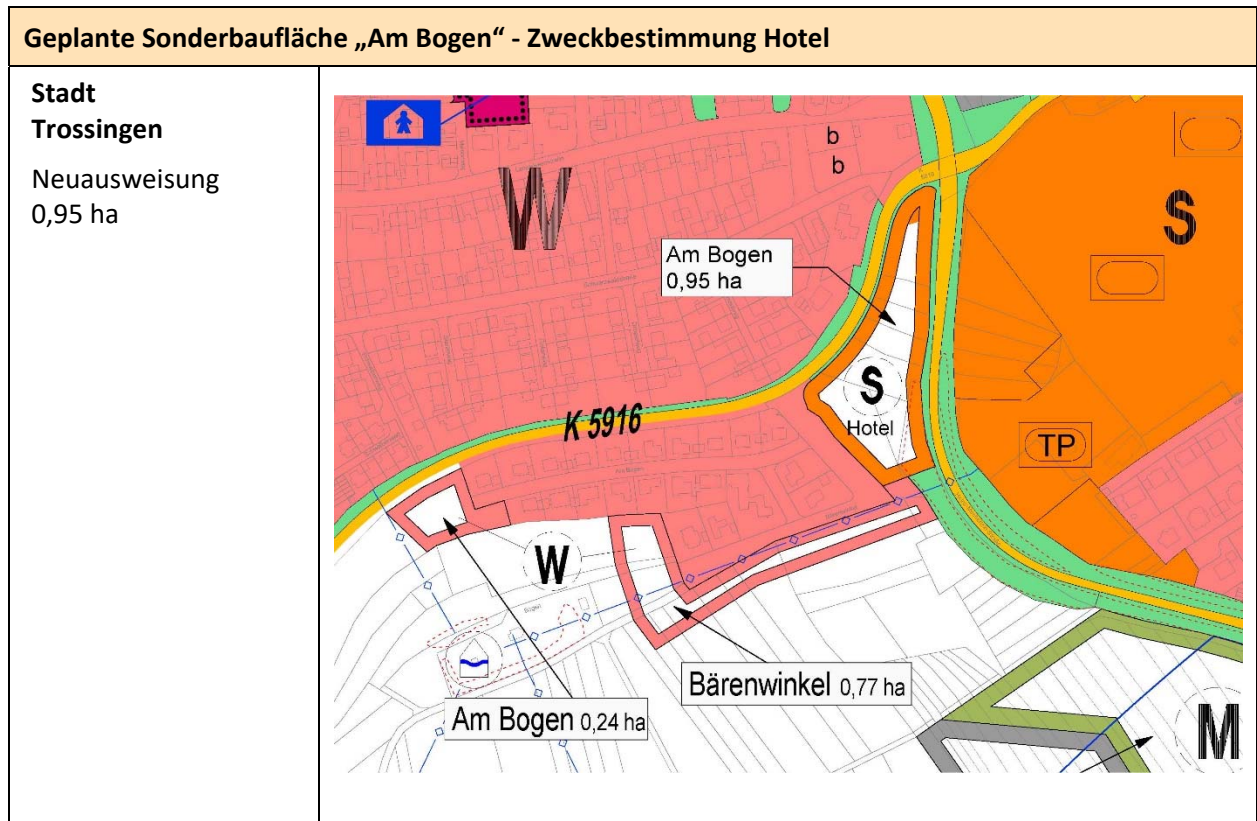 Geplante Sonderbaufläche „Am Bogen“ - Zweckbestimmung Hotel
Stadt
Trossingen
Neuausweisung
0,95 ha
W
b
b
S
Am Bogen
0,95 ha
S
Hotel
K 5916
TP
W
Bärenwinkel 0,77 ha
Am Bogen 0,24 ha
M